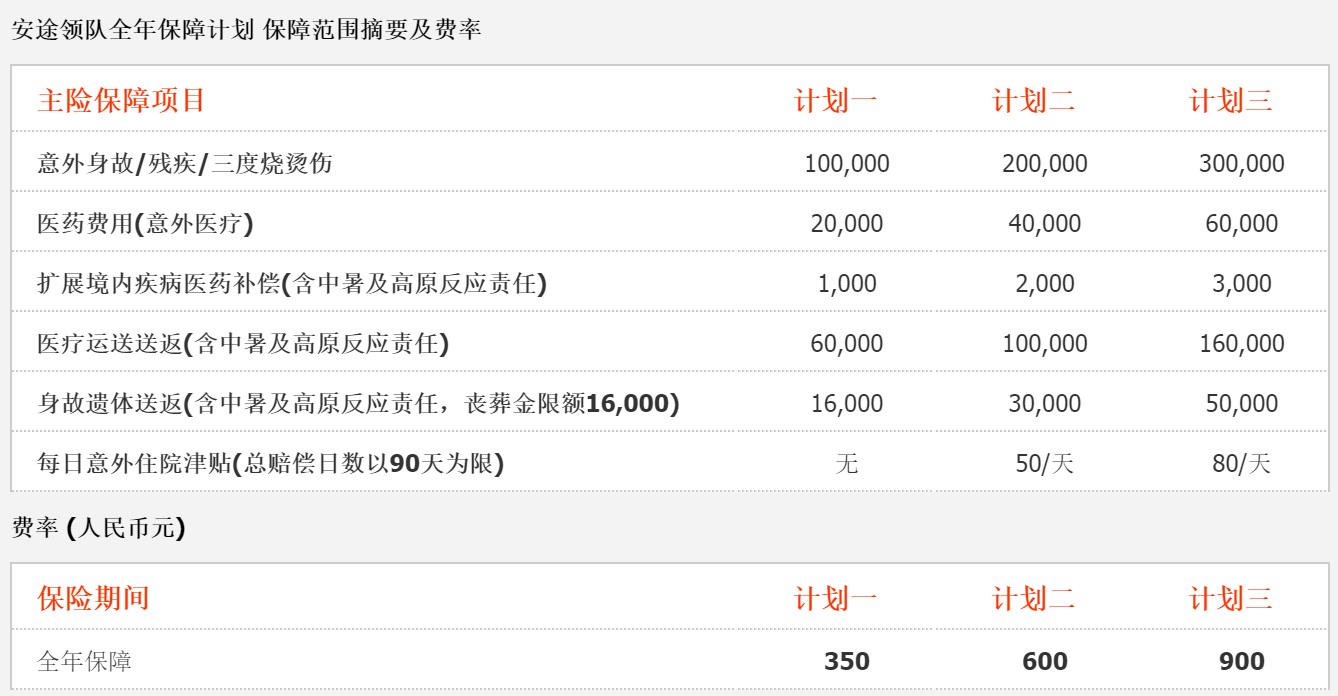 安途领队全年保障计划 保障范围摘要及费率
主险保障项目 计划一 计划二 计划三
意外身故/残疾/三度烧烫伤 100,000 200,000 300,000
医药费用(意外医疗) 20,000 40,000 60,000
扩展境内疾病医药补偿(含中暑及高原反应责任) 1,000 2,000 3,000
医疗运送送返(含中暑及高原反应责任) 60,000 100,000 160,000
身故遗体送返(含中暑及高原反应责任，丧葬金限额16,000) 16,000 30,000 50,000
每日意外住院津贴(总赔偿日数以90天为限) 无 50/天 80/天
费率 (人民币元)
保险期间 计划一 计划二 计划三
全年保障 350 600 900